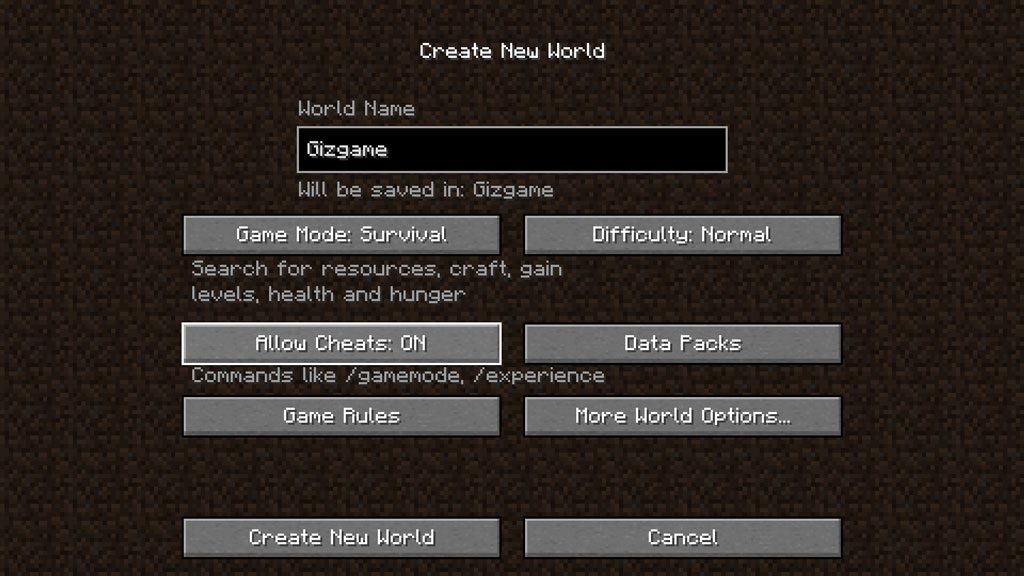 Create New World
World Name
Gizgame
Will be saved in: Gizgame
Game Mode: Survival
Difficulty: Normal
Search for resources, craft, gain
levels, health and hunger
Allow Cheats: ON
Data Packs
Commands like /gamemode, /experience
Game Rules
More World Options...
Create New World
Cancel